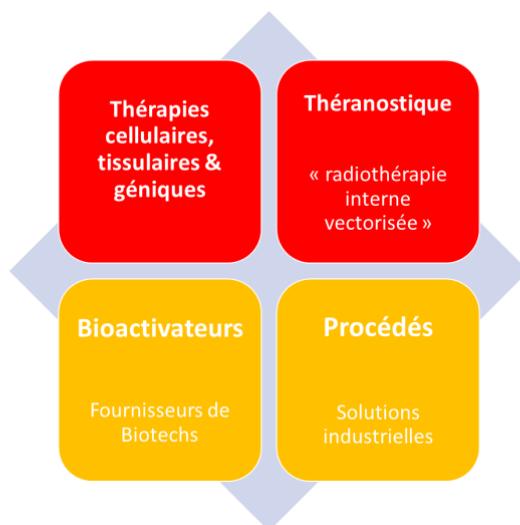 Thérapies
cellulaires,
tissulaires &
géniques
Théranostique
« radiothérapie
interne
vectorisée »
Bioactivateurs
Fournisseurs de
Biotechs
Procédés
Solutions
industrielles